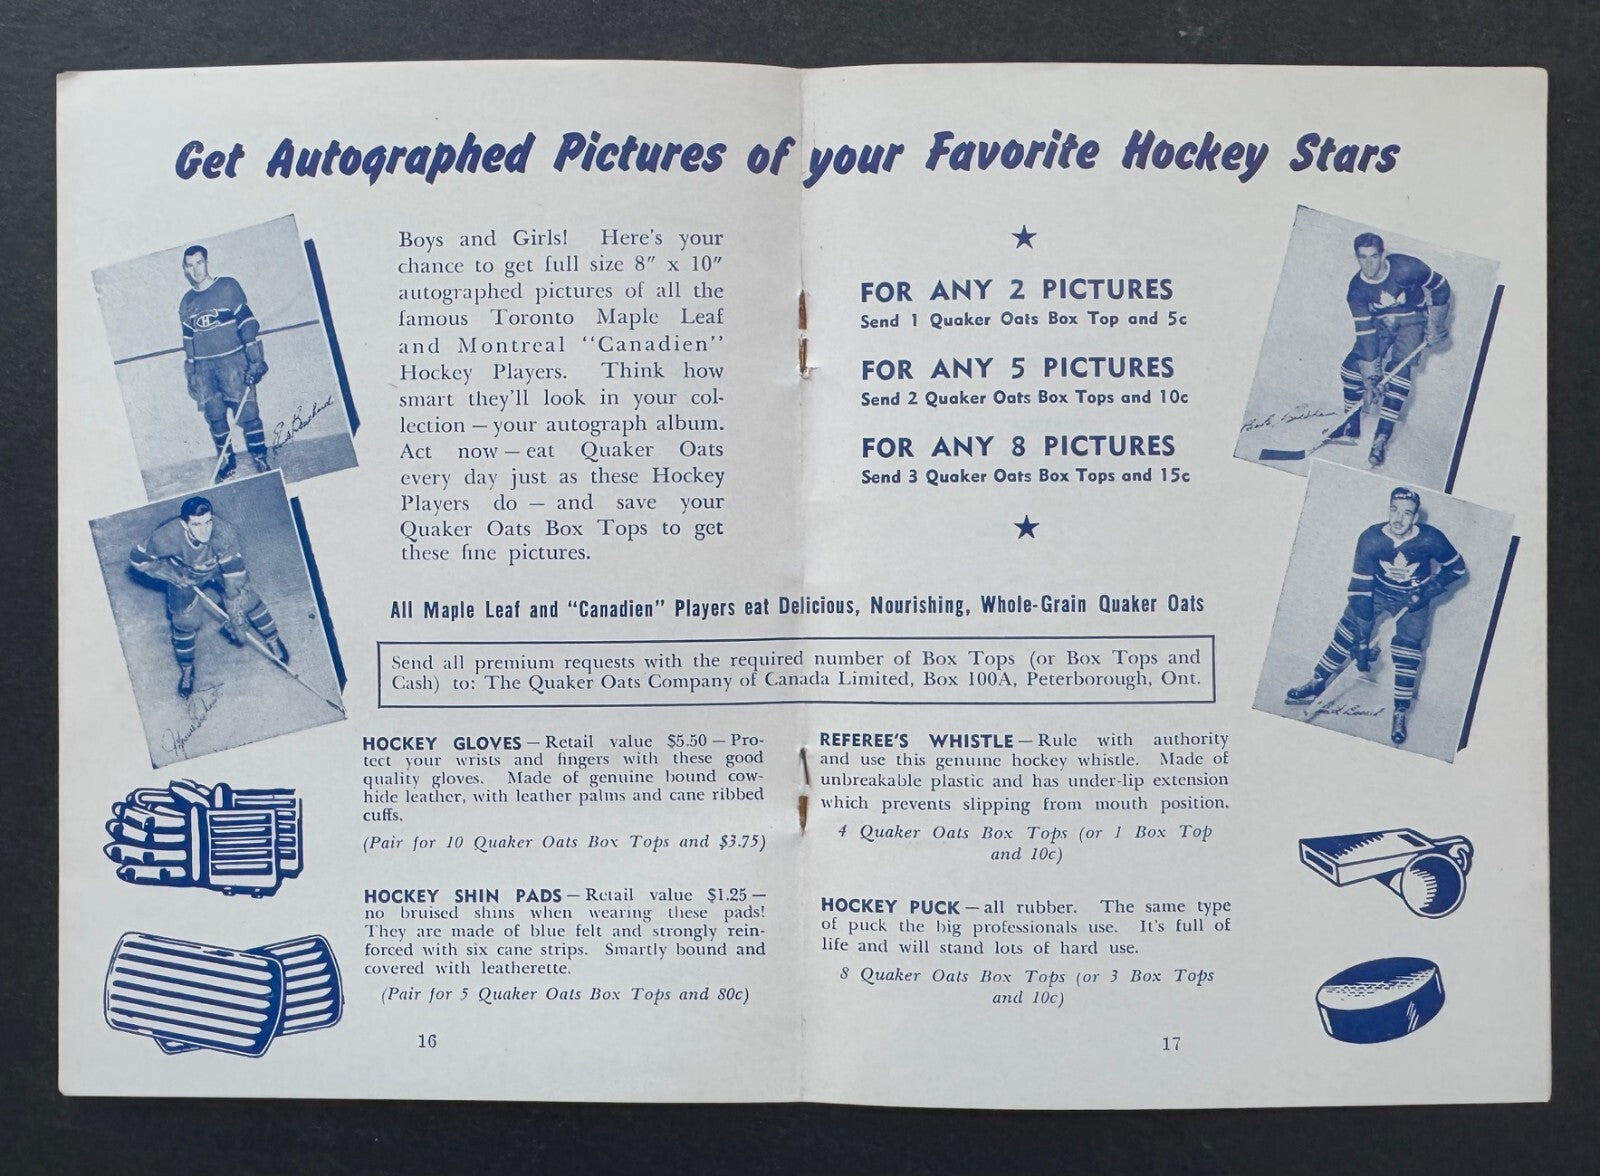 Get Autographed Pictures of your Favorite Hockey Stars
Boys and Girls! Here's your
chance to get full size 8" x 10"
autographed pictures of all the
famous Toronto Maple Leaf
and Montreal "Canadien"
Hockey Players. Think how
smart they'll look in your col-
lection — your autograph album.
Act now — eat Quaker Oats
every day just as these Hockey
Players do — and save your
Quaker Oats Box Tops to get
these fine pictures.
★
FOR ANY 2 PICTURES
Send 1 Quaker Oats Box Top and 5c
FOR ANY 5 PICTURES
Send 2 Quaker Oats Box Tops and 10c
FOR ANY 8 PICTURES
Send 3 Quaker Oats Box Tops and 15c
★
All Maple Leaf and "Canadien" Players eat Delicious, Nourishing, Whole-Grain Quaker Oats
Send all premium requests with the required number of Box Tops (or Box Tops and
Cash) to: The Quaker Oats Company of Canada Limited, Box 100A, Peterborough, Ont.
HOCKEY GLOVES — Retail value $5.50 — Pro-
tect your wrists and fingers with these good
quality gloves. Made of genuine bound cow-
hide leather, with leather palms and cane ribbed
cuffs.
(Pair for 10 Quaker Oats Box Tops and $3.75)
HOCKEY SHIN PADS — Retail value $1.25 —
no bruised shins when wearing these pads!
They are made of blue felt and strongly rein-
forced with six cane strips. Smartly bound and
covered with leatherette.
(Pair for 5 Quaker Oats Box Tops and 80c)
16
REFEREE'S WHISTLE — Rule with authority
and use this genuine hockey whistle. Made of
unbreakable plastic and has under-lip extension
which prevents slipping from mouth position.
4 Quaker Oats Box Tops (or 1 Box Top
and 10c)
HOCKEY PUCK — all rubber. The same type
of puck the big professionals use. It's full of
life and will stand lots of hard use.
8 Quaker Oats Box Tops (or 3 Box Tops
and 10c)
17